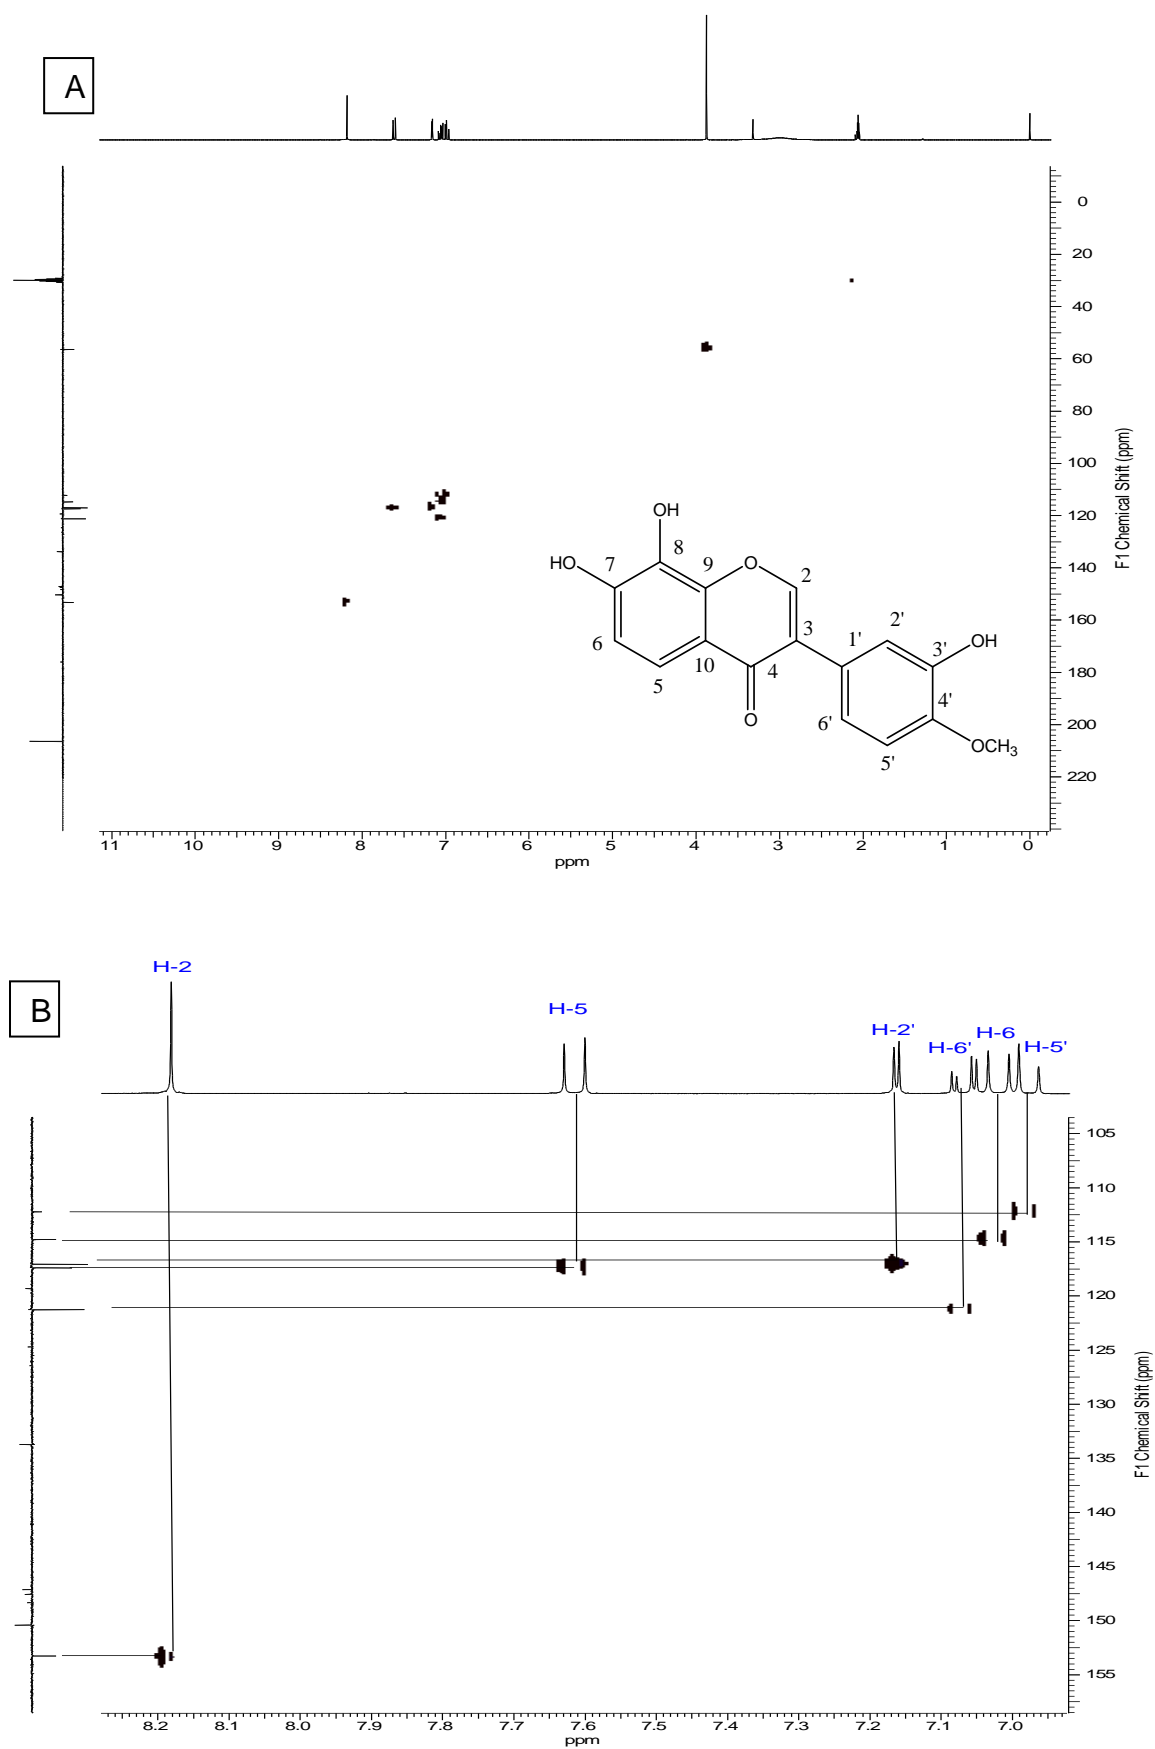 A
0
20
40
60
80
100
120
140
160
180
200
220
F1 Chemical Shift (ppm)
OH
HO
7
8
9
O
2
6
5
10
4
3
O
1'
2'
3'
OH
4'
6'
5'
OCH3
11 10 9 8 7 6 5 4 3 2 1 0
ppm
B
H-2
H-5
H-2'
H-6'
H-6
H-5'
105
110
115
120
125
130
135
140
145
150
155
F1 Chemical Shift (ppm)
8.2 8.1 8.0 7.9 7.8 7.7 7.6 7.5 7.4 7.3 7.2 7.1 7.0
ppm